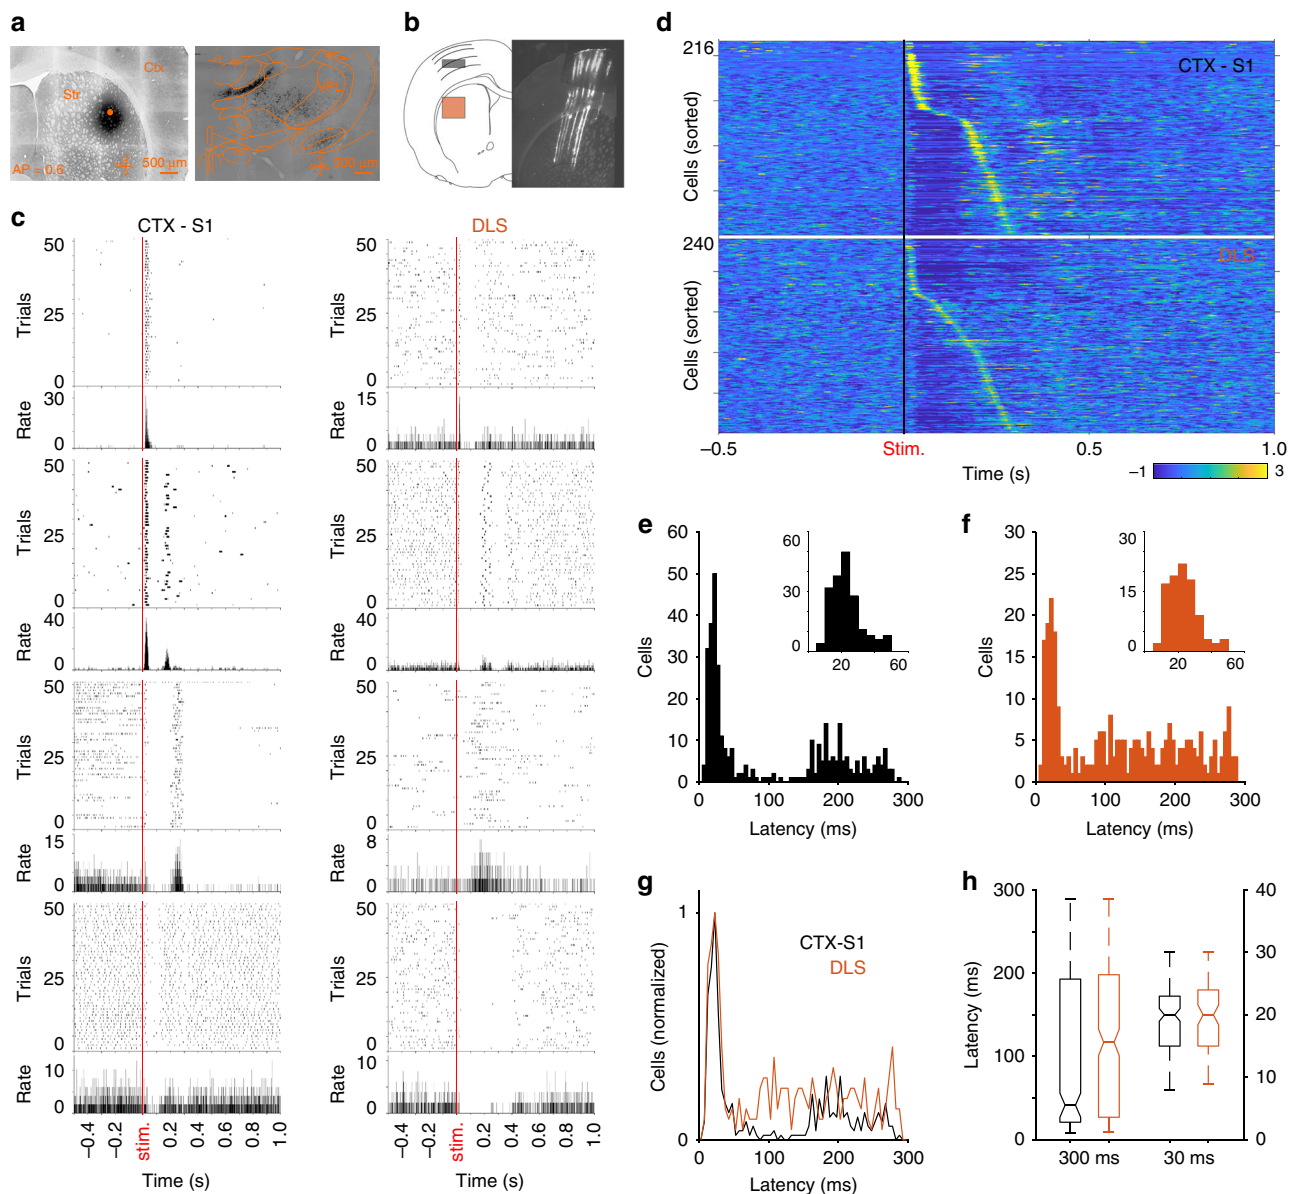 a
Ctx
Str
AP = 0.6
500 µm
VPL
500 µm
b
c
CTX - S1
DLS
50
25
0
Trials
30
0
Rate
50
25
0
Trials
15
0
Rate
50
25
0
Trials
40
0
Rate
50
25
0
Trials
40
20
0
Rate
50
25
0
Trials
15
0
Rate
50
25
0
Trials
8
0
Rate
50
25
0
Trials
10
0
Rate
50
25
0
Trials
10
0
Rate
−0.4
−0.2
stim.
0.2
0.4
0.6
0.8
1.0
Time (s)
−0.4
−0.2
stim.
0.2
0.4
0.6
0.8
1.0
Time (s)
d
216
CTX - S1
Cells (sorted)
240
DLS
Cells (sorted)
−0.5
Stim.
0.5
1.0
Time (s)
−1
3
e
60
50
40
30
20
10
0
Cells
0
100
200
300
Latency (ms)
60
30
0
20
60
f
30
25
20
15
10
5
0
Cells
0
100
200
300
Latency (ms)
30
15
0
20
60
g
1
0
Cells (normalized)
CTX-S1
DLS
0
100
200
300
Latency (ms)
h
300
200
100
0
Latency (ms)
40
30
20
10
0
300 ms
30 ms